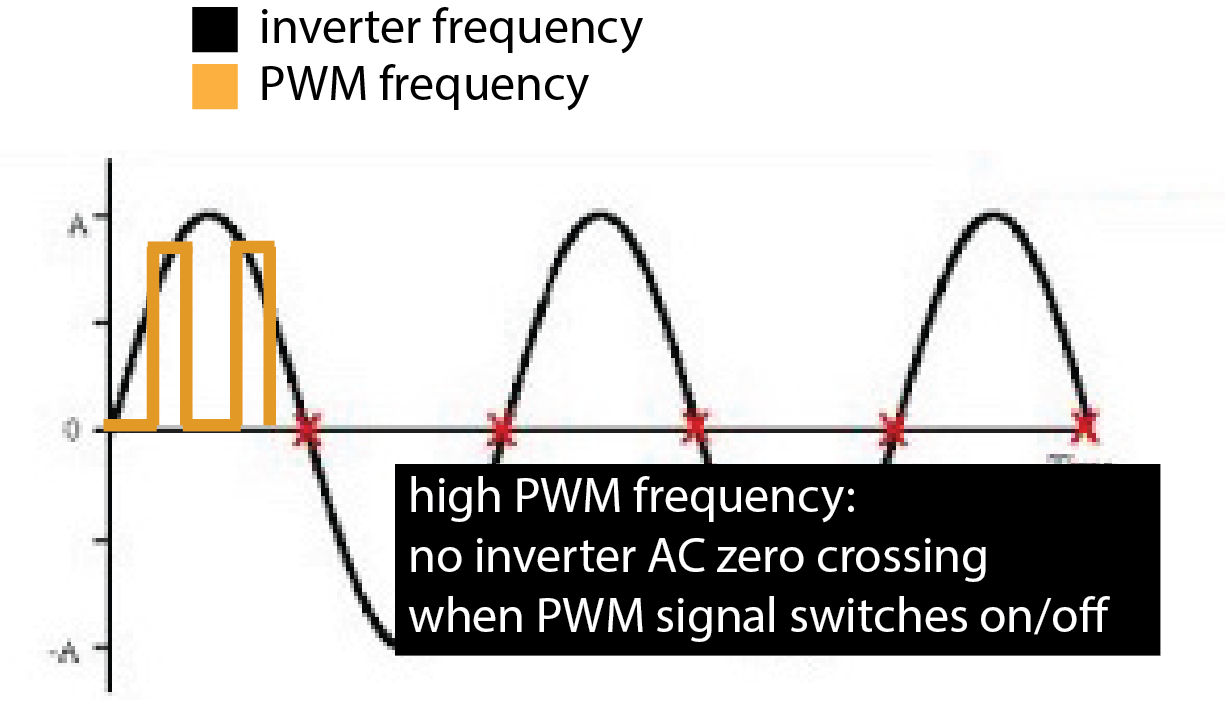 inverter frequency
PWM frequency
A
0
-A
high PWM frequency:
no inverter AC zero crossing
when PWM signal switches on/off